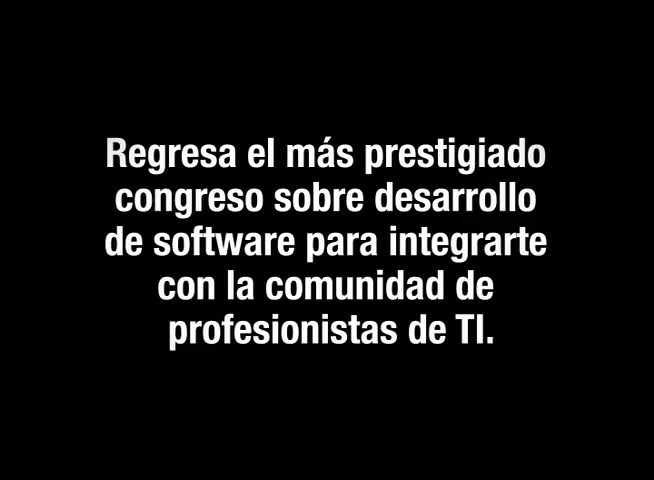 Regresa el más prestigiado
congreso sobre desarrollo
de software para integrarte
con la comunidad de
profesionistas de TI.